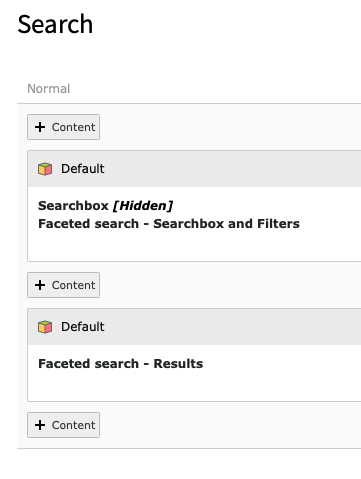 Search
Normal
+ Content
Default
Searchbox [Hidden]
Faceted search - Searchbox and Filters
+ Content
Default
Faceted search - Results
+ Content